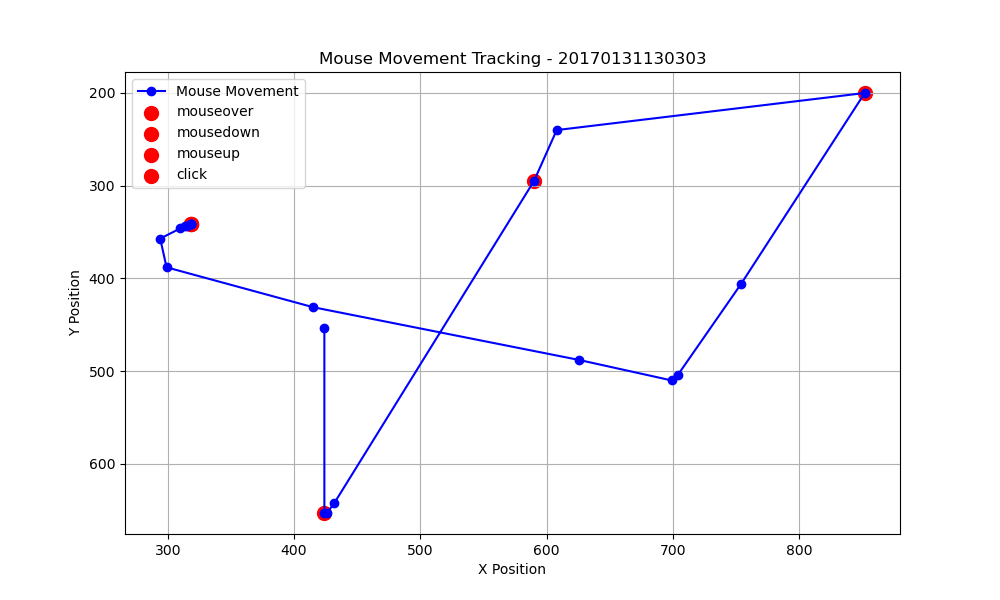 Mouse Movement Tracking - 20170131130303
Mouse Movement
mouseover
mousedown
mouseup
click
200
300
400
500
600
Y Position
300 400 500 600 700 800
X Position